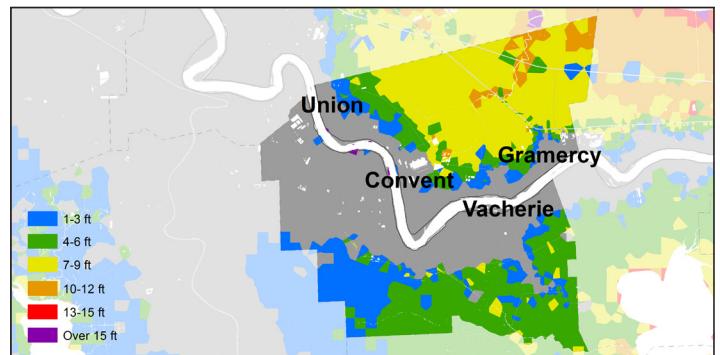 Union
Gramercy
Convent
Vacherie
1-3 ft
4-6 ft
7-9 ft
10-12 ft
13-15 ft
Over 15 ft